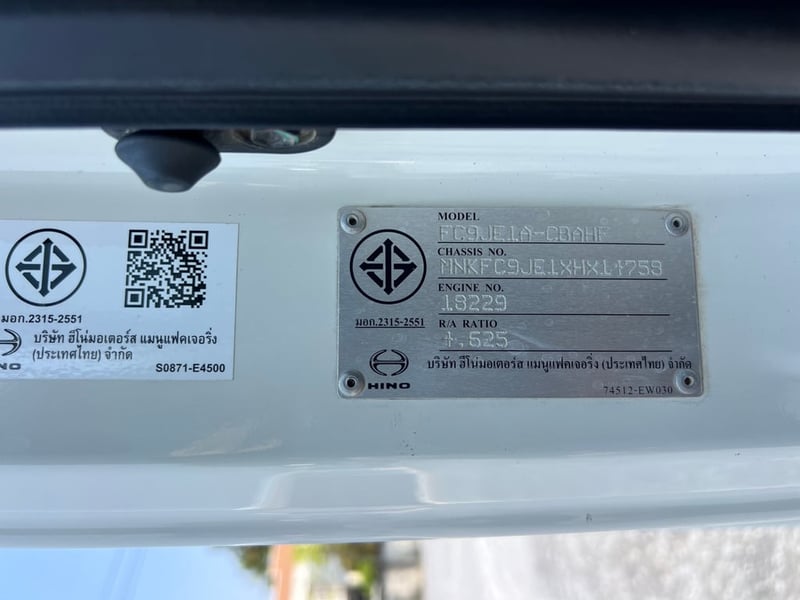 มอก.2315-2551
บริษัท ฮีโน่มอเตอร์ส แมนูแฟคเจอริ่ง
(ประเทศไทย) จำกัด
S0871-E4500
MODEL
FC9JE1A-CBAHF
CHASSIS NO.
MNKFC9JE1XHX14758
ENGINE NO.
18229
มอก.2315-2551
R/A RATIO
4.625
HINO
บริษัท ฮีโน่มอเตอร์ส แมนูแฟคเจอริ่ง (ประเทศไทย) จำกัด
74512-EW030